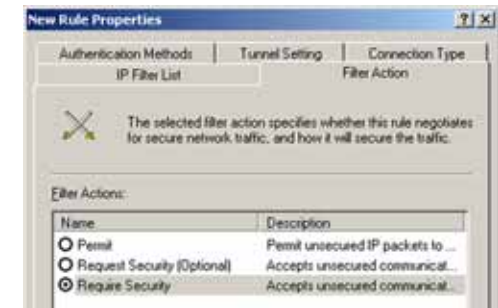 New Rule Properties
Authentication Methods Tunnel Setting Connection Type
IP Filter List Filter Action
The selected filter action specifies whether this rule negotiates
for secure network traffic, and how it will secure the traffic.
Filter Actions:
Name Description
Permit Permit unsecured IP packets to ...
Request Security (Optional) Accepts unsecured communicat...
Require Security Accepts unsecured communicat...